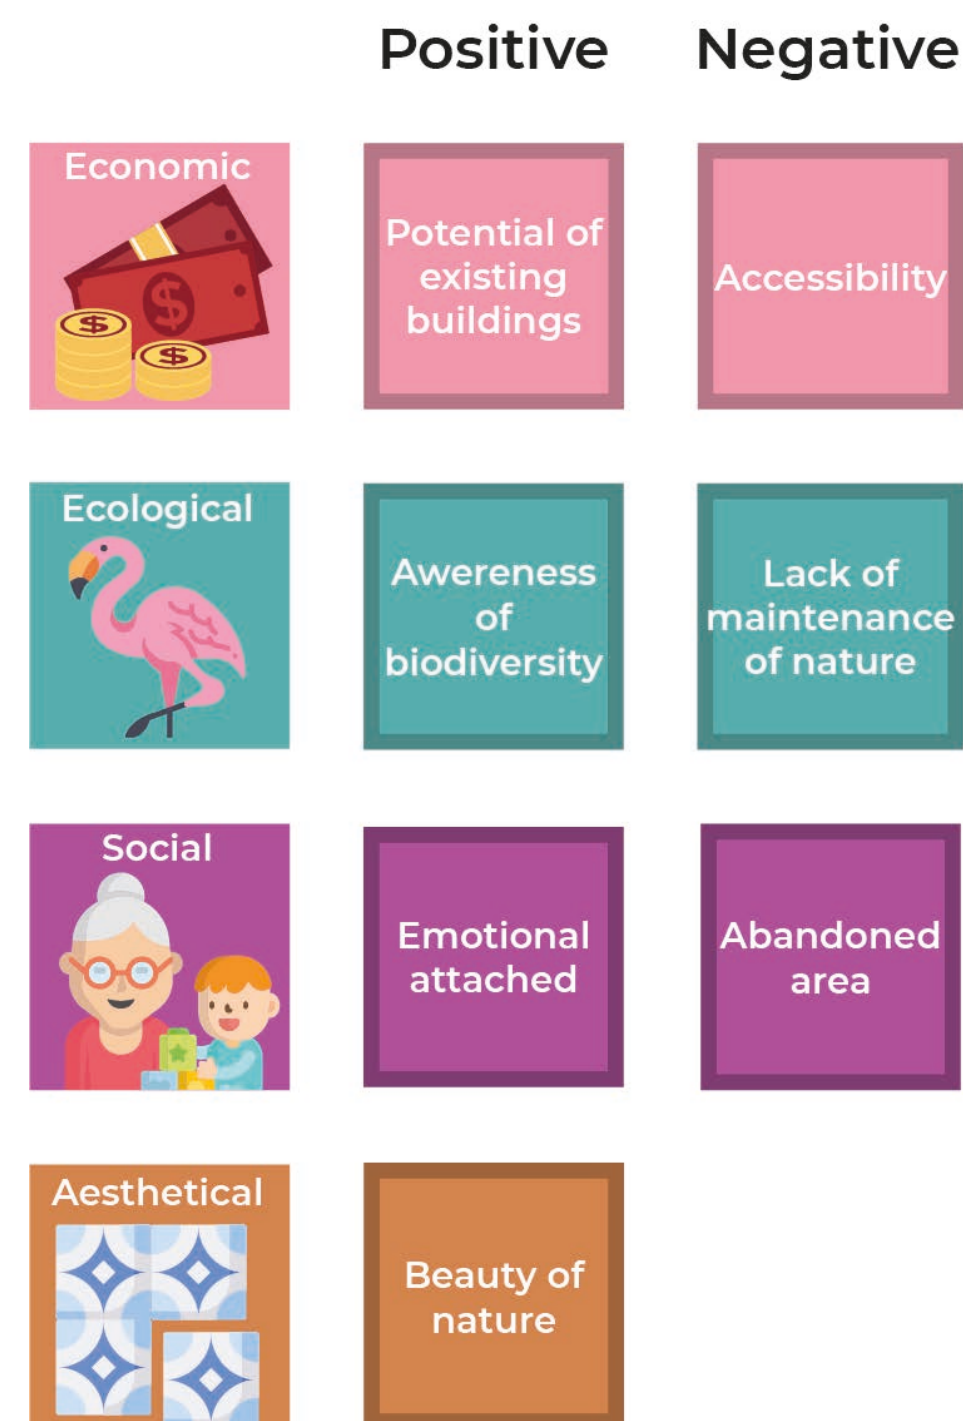 Positive Negative
Economic
Potential of
existing
buildings
Accessibility
Ecological
Awereness
of
biodiversity
Lack of
maintenance
of nature
Social
Emotional
attached
Abandoned
area
Aesthetical
Beauty of
nature